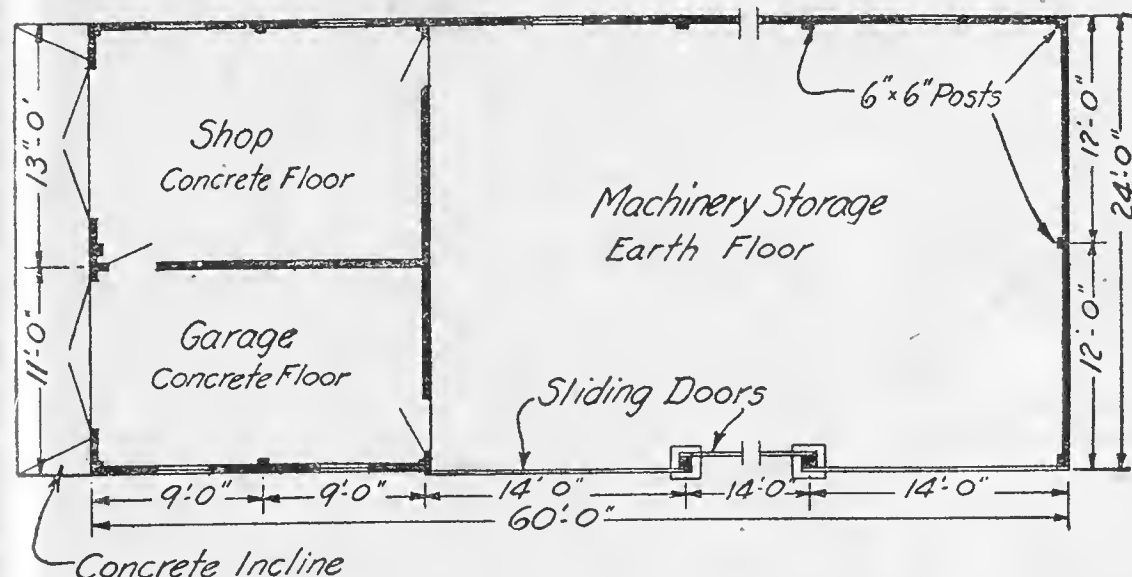 6"x6" Posts
Shop
Concrete Floor
13'-0'
12'-0"
24'-0"
Machinery Storage
Earth Floor
Garage
Concrete Floor
11'-0"
12'-0"
Sliding Doors
9'-0"
9'-0"
14'-0"
14'-0"
14'-0"
60'-0"
Concrete Incline